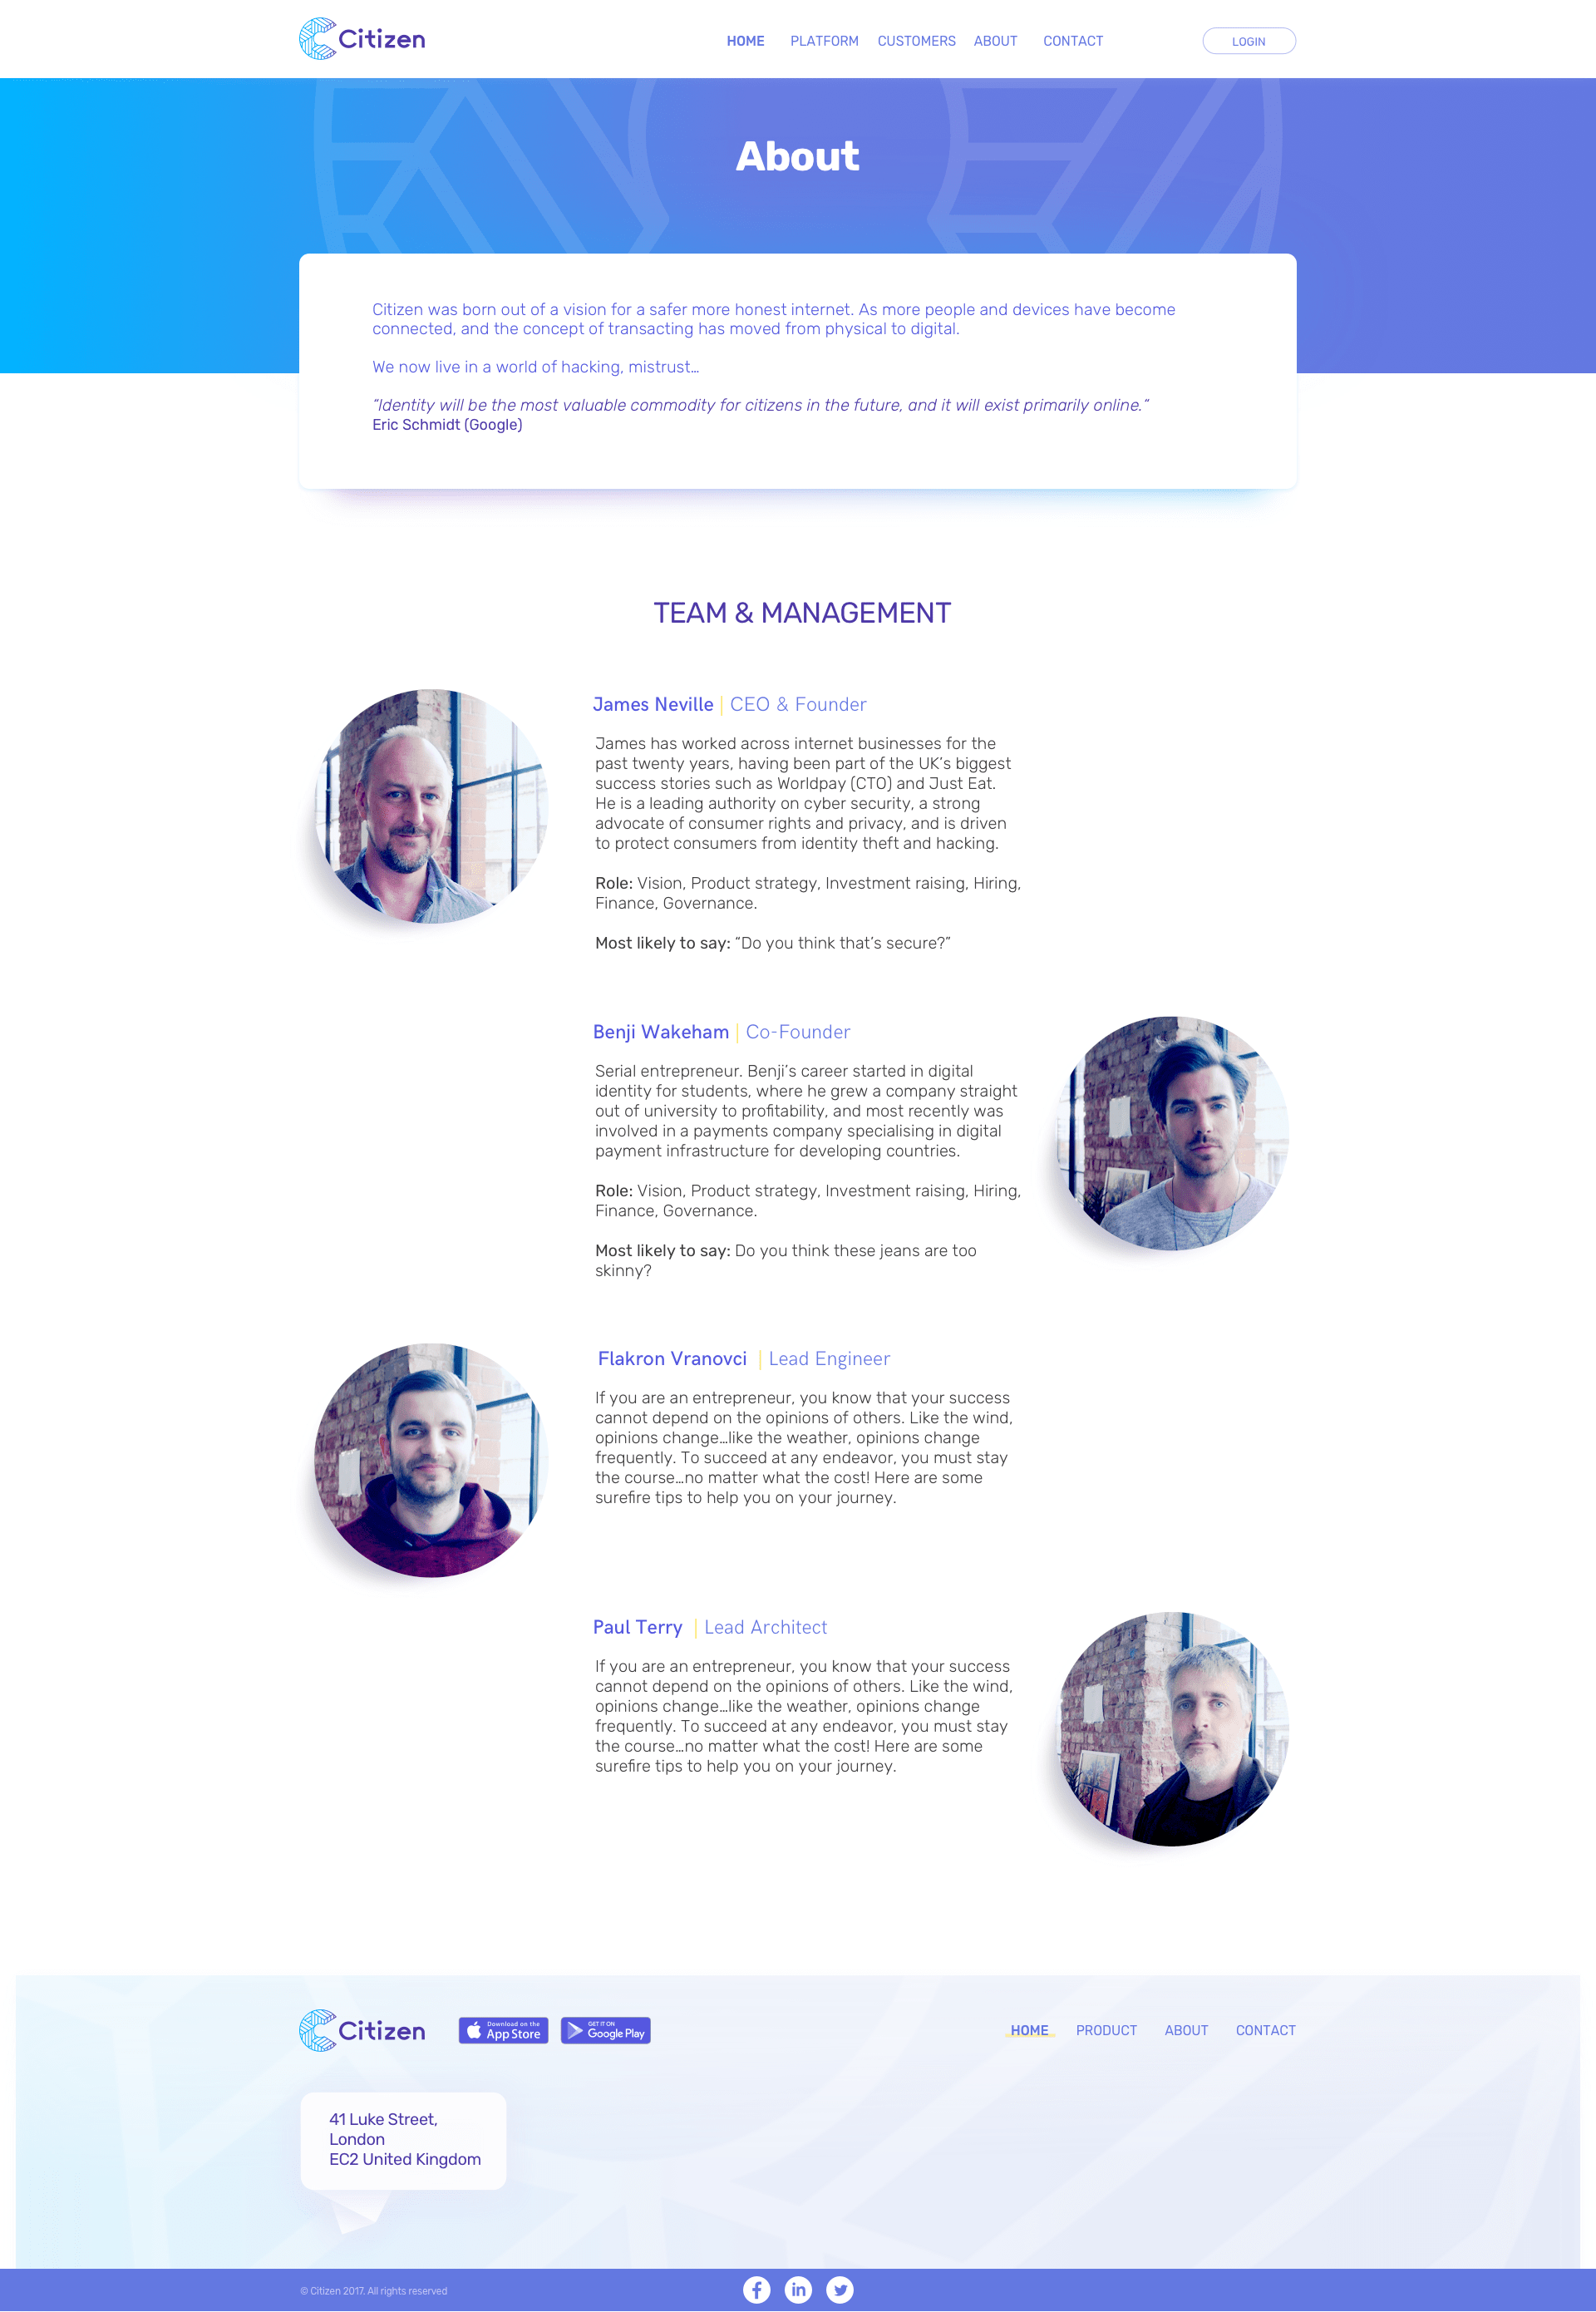 Citizen
HOME PLATFORM CUSTOMERS ABOUT CONTACT LOGIN
About
Citizen was born out of a vision for a safer more honest internet. As more people and devices have become
connected, and the concept of transacting has moved from physical to digital.
We now live in a world of hacking, mistrust...
"Identity will be the most valuable commodity for citizens in the future, and it will exist primarily online."
Eric Schmidt (Google)
TEAM & MANAGEMENT
James Neville | CEO & Founder
James has worked across internet businesses for the
past twenty years, having been part of the UK's biggest
success stories such as Worldpay (CTO) and Just Eat.
He is a leading authority on cyber security, a strong
advocate of consumer rights and privacy, and is driven
to protect consumers from identity theft and hacking.
Role: Vision, Product strategy, Investment raising, Hiring,
Finance, Governance.
Most likely to say: “Do you think that’s secure?”
Benji Wakeham | Co-Founder
Serial entrepreneur. Benji’s career started in digital
identity for students, where he grew a company straight
out of university to profitability, and most recently was
involved in a payments company specialising in digital
payment infrastructure for developing countries.
Role: Vision, Product strategy, Investment raising, Hiring,
Finance, Governance.
Most likely to say: Do you think these jeans are too
skinny?
Flakron Vranovci | Lead Engineer
If you are an entrepreneur, you know that your success
cannot depend on the opinions of others. Like the wind,
opinions change...like the weather, opinions change
frequently. To succeed at any endeavor, you must stay
the course...no matter what the cost! Here are some
surefire tips to help you on your journey.
Paul Terry | Lead Architect
If you are an entrepreneur, you know that your success
cannot depend on the opinions of others. Like the wind,
opinions change...like the weather, opinions change
frequently. To succeed at any endeavor, you must stay
the course...no matter what the cost! Here are some
surefire tips to help you on your journey.
Citizen
Download on the
App Store
GET IT ON
Google Play
HOME PRODUCT ABOUT CONTACT
41 Luke Street,
London
EC2 United Kingdom
© Citizen 2017. All rights reserved